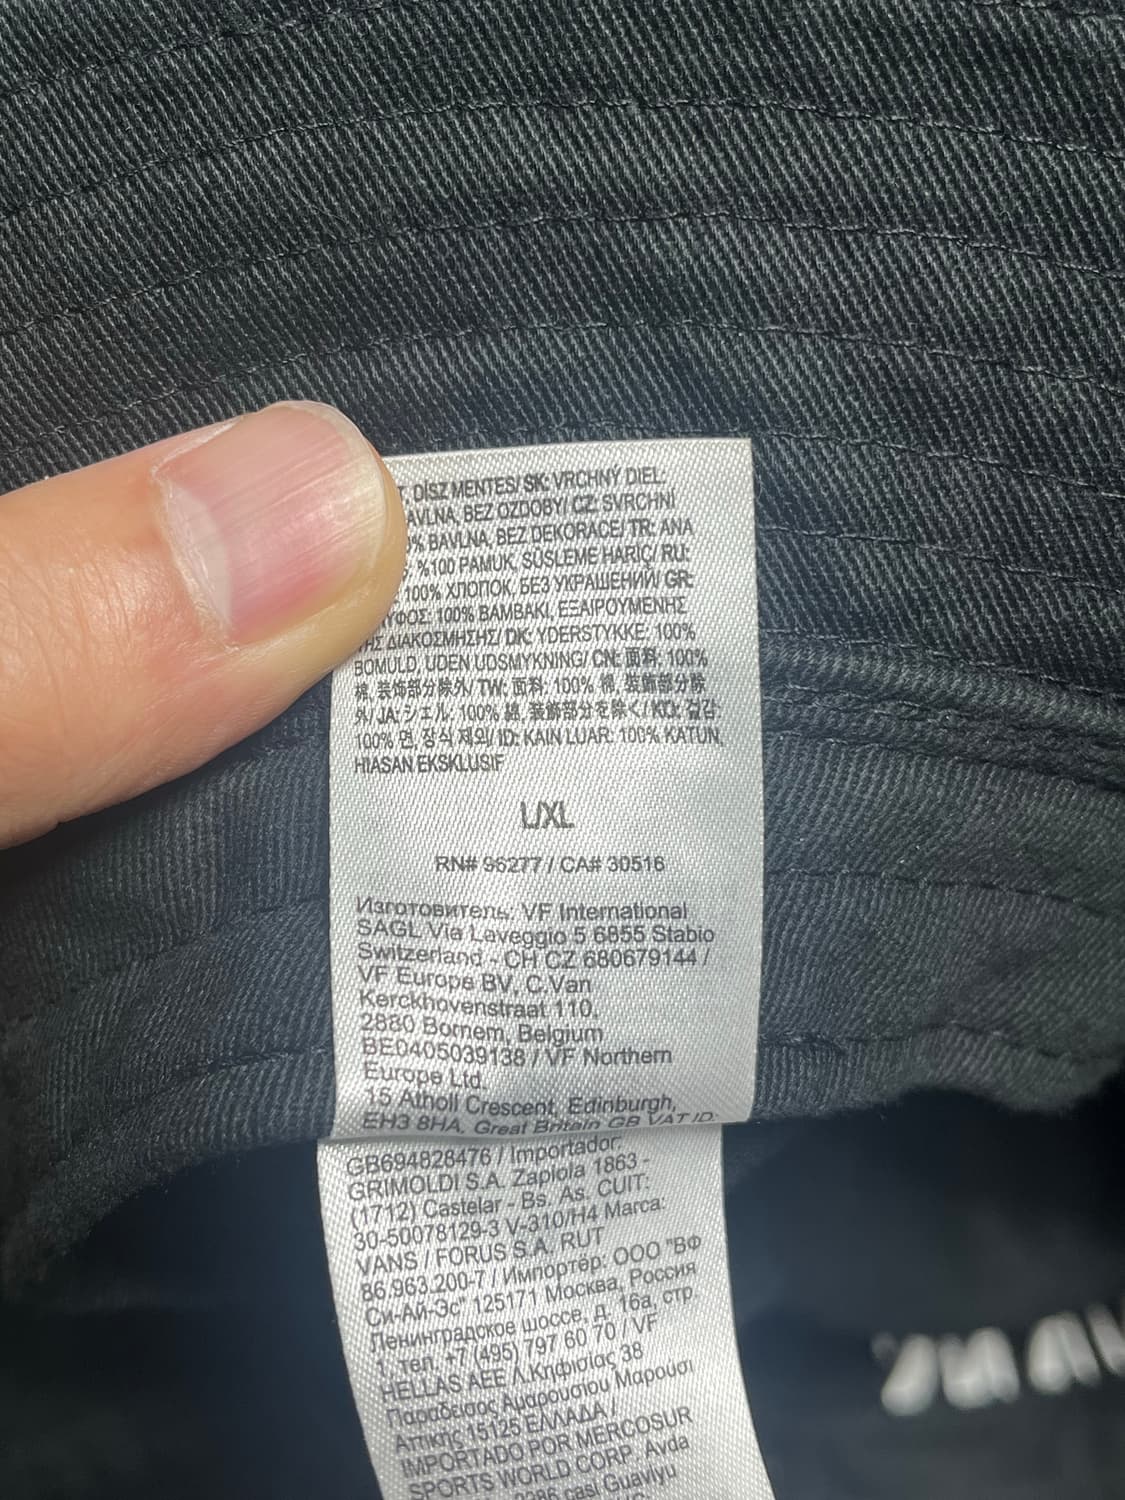 , DÍSZ MENTES/ SK: VRCHNÝ DIEL:
AVLNA, BEZ OZDOBY/ CZ: SVRCHNÍ
% BAVLNA, BEZ DEKORACE/ TR: ANA
%100 PAMUK, SÜSLEME HARİÇ/ RU:
100% ХЛОПОК, БЕЗ УКРАШЕНИЙ/ GR:
ΥΦΟΣ: 100% ΒΑΜΒΑΚΙ, ΕΞΑΙΡΟΥΜΕΝΗΣ
ΤΗΣ ΔΙΑΚΟΣΜΗΣΗΣ/ DK: YDERSTYKKE, 100%
BOMULD, UDEN UDSMYKNING/ CN: 面料: 100%
棉, 装饰部分除外/ TW: 面料: 100% 棉, 装飾部分除
外/ JA: シェル: 100% 綿, 装飾部分を除く/ KO: 겉감:
100% 면, 장식 제외/ ID: KAIN LUAR: 100% KATUN,
HIASAN EKSKLUSIF
L/XL
RN# 96277 / CA# 30516
Изготовитель: VF International
SAGL Via Laveggio 5 6855 Stabio
Switzerland - CH CZ 680679144 /
VF Europe BV, C.Van
Kerckhovenstraat 110,
2880 Bornem, Belgium
BE0405039138 / VF Northern
Europe Ltd.
15 Atholl Crescent, Edinburgh,
EH3 8HA, Great Britain GB VAT ID:
GB694828476 / Importador:
GRIMOLDI S.A. Zapiola 1863 -
(1712) Castelar - Bs. As. CUIT:
30-50078129-3 V-310/H4 Marca:
VANS / FORUS S.A. RUT
86.963.200-7 / Импортёр: ООО "ВФ
Си-Ай-Эс" 125171 Москва, Россия
Ленинградское шоссе, д. 16а, стр.
1, тел. +7 (495) 797 60 70 / VF
HELLAS AEE Λ.Κηφισίας 38
Παραδεισος Αμαρουσιου Μαρουσι
Αττικής 15125 ΕΛΛΑΔΑ /
IMPORTADO POR MERCOSUR
SPORTS WORLD CORP. Avda
2286 casi Guaviyu